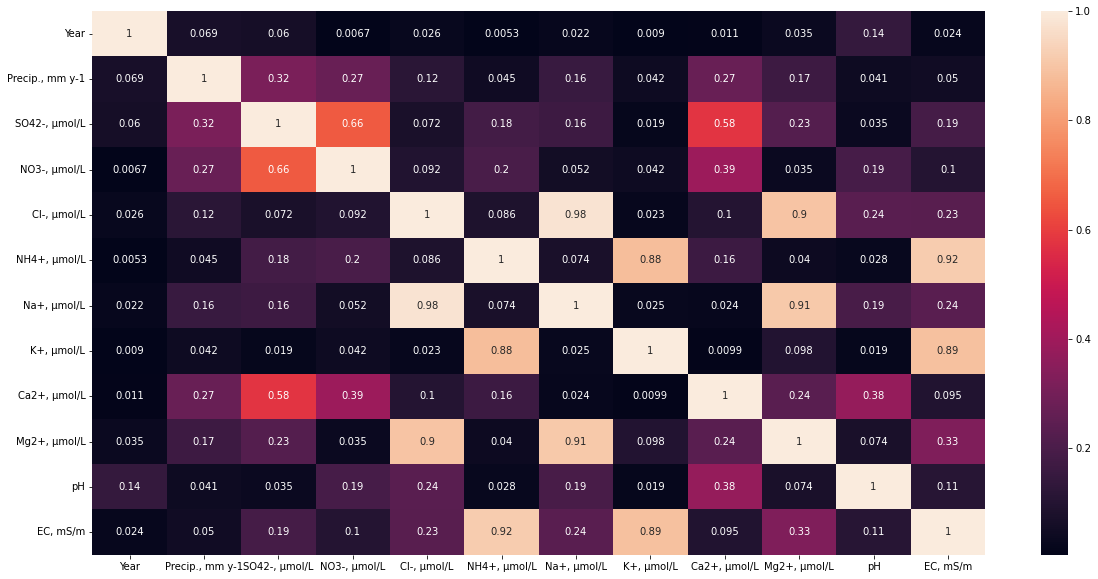 Year 1 0.069 0.06 0.0067 0.026 0.0053 0.022 0.009 0.011 0.035 0.14 0.024
Precip., mm y-1 0.069 1 0.32 0.27 0.12 0.045 0.16 0.042 0.27 0.17 0.041 0.05
SO42-, µmol/L 0.06 0.32 1 0.66 0.072 0.18 0.16 0.019 0.58 0.23 0.035 0.19
NO3-, µmol/L 0.0067 0.27 0.66 1 0.092 0.2 0.052 0.042 0.39 0.035 0.19 0.1
Cl-, µmol/L 0.026 0.12 0.072 0.092 1 0.086 0.98 0.023 0.1 0.9 0.24 0.23
NH4+, µmol/L 0.0053 0.045 0.18 0.2 0.086 1 0.074 0.88 0.16 0.04 0.028 0.92
Na+, µmol/L 0.022 0.16 0.16 0.052 0.98 0.074 1 0.025 0.024 0.91 0.19 0.24
K+, µmol/L 0.009 0.042 0.019 0.042 0.023 0.88 0.025 1 0.0099 0.098 0.019 0.89
Ca2+, µmol/L 0.011 0.27 0.58 0.39 0.1 0.16 0.024 0.0099 1 0.24 0.38 0.095
Mg2+, µmol/L 0.035 0.17 0.23 0.035 0.9 0.04 0.91 0.098 0.24 1 0.074 0.33
pH 0.14 0.041 0.035 0.19 0.24 0.028 0.19 0.019 0.38 0.074 1 0.11
EC, mS/m 0.024 0.05 0.19 0.1 0.23 0.92 0.24 0.89 0.095 0.33 0.11 1
Year Precip., mm y-1 SO42-, µmol/L NO3-, µmol/L Cl-, µmol/L NH4+, µmol/L Na+, µmol/L K+, µmol/L Ca2+, µmol/L Mg2+, µmol/L pH EC, mS/m
1.0
0.8
0.6
0.4
0.2